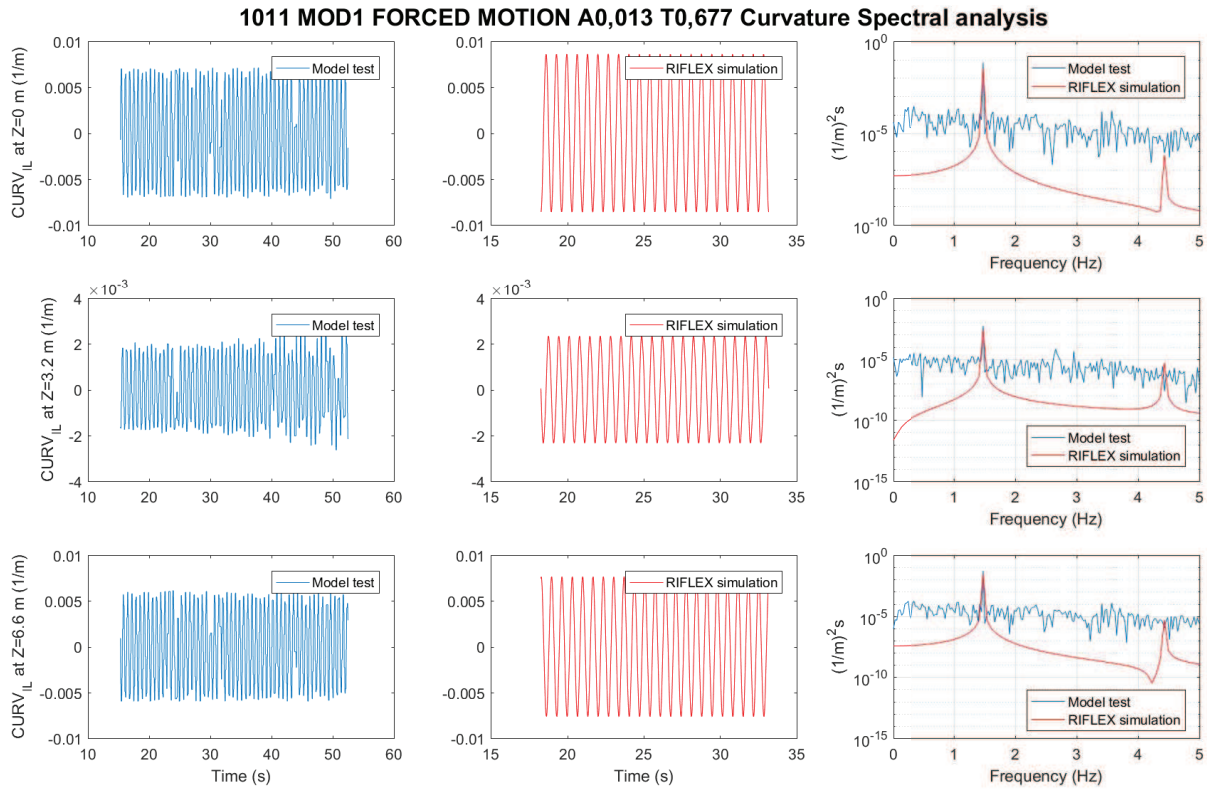 1011 MOD1 FORCED MOTION A0,013 T0,677 Curvature Spectral analysis
CURV_IL at Z=0 m (1/m)
0.01
0.005
0
-0.005
-0.01
10 20 30 40 50 60
Model test
0.01
0.005
0
-0.005
-0.01
15 20 25 30 35
RIFLEX simulation
(1/m)^2s
10^0
10^-5
10^-10
0 1 2 3 4 5
Frequency (Hz)
Model test
RIFLEX simulation
CURV_IL at Z=3.2 m (1/m)
×10^-3
4
2
0
-2
-4
10 20 30 40 50 60
Model test
×10^-3
4
2
0
-2
-4
15 20 25 30 35
RIFLEX simulation
(1/m)^2s
10^0
10^-5
10^-10
10^-15
0 1 2 3 4 5
Frequency (Hz)
Model test
RIFLEX simulation
CURV_IL at Z=6.6 m (1/m)
0.01
0.005
0
-0.005
-0.01
10 20 30 40 50 60
Time (s)
Model test
0.01
0.005
0
-0.005
-0.01
15 20 25 30 35
Time (s)
RIFLEX simulation
(1/m)^2s
10^0
10^-5
10^-10
10^-15
0 1 2 3 4 5
Frequency (Hz)
Model test
RIFLEX simulation